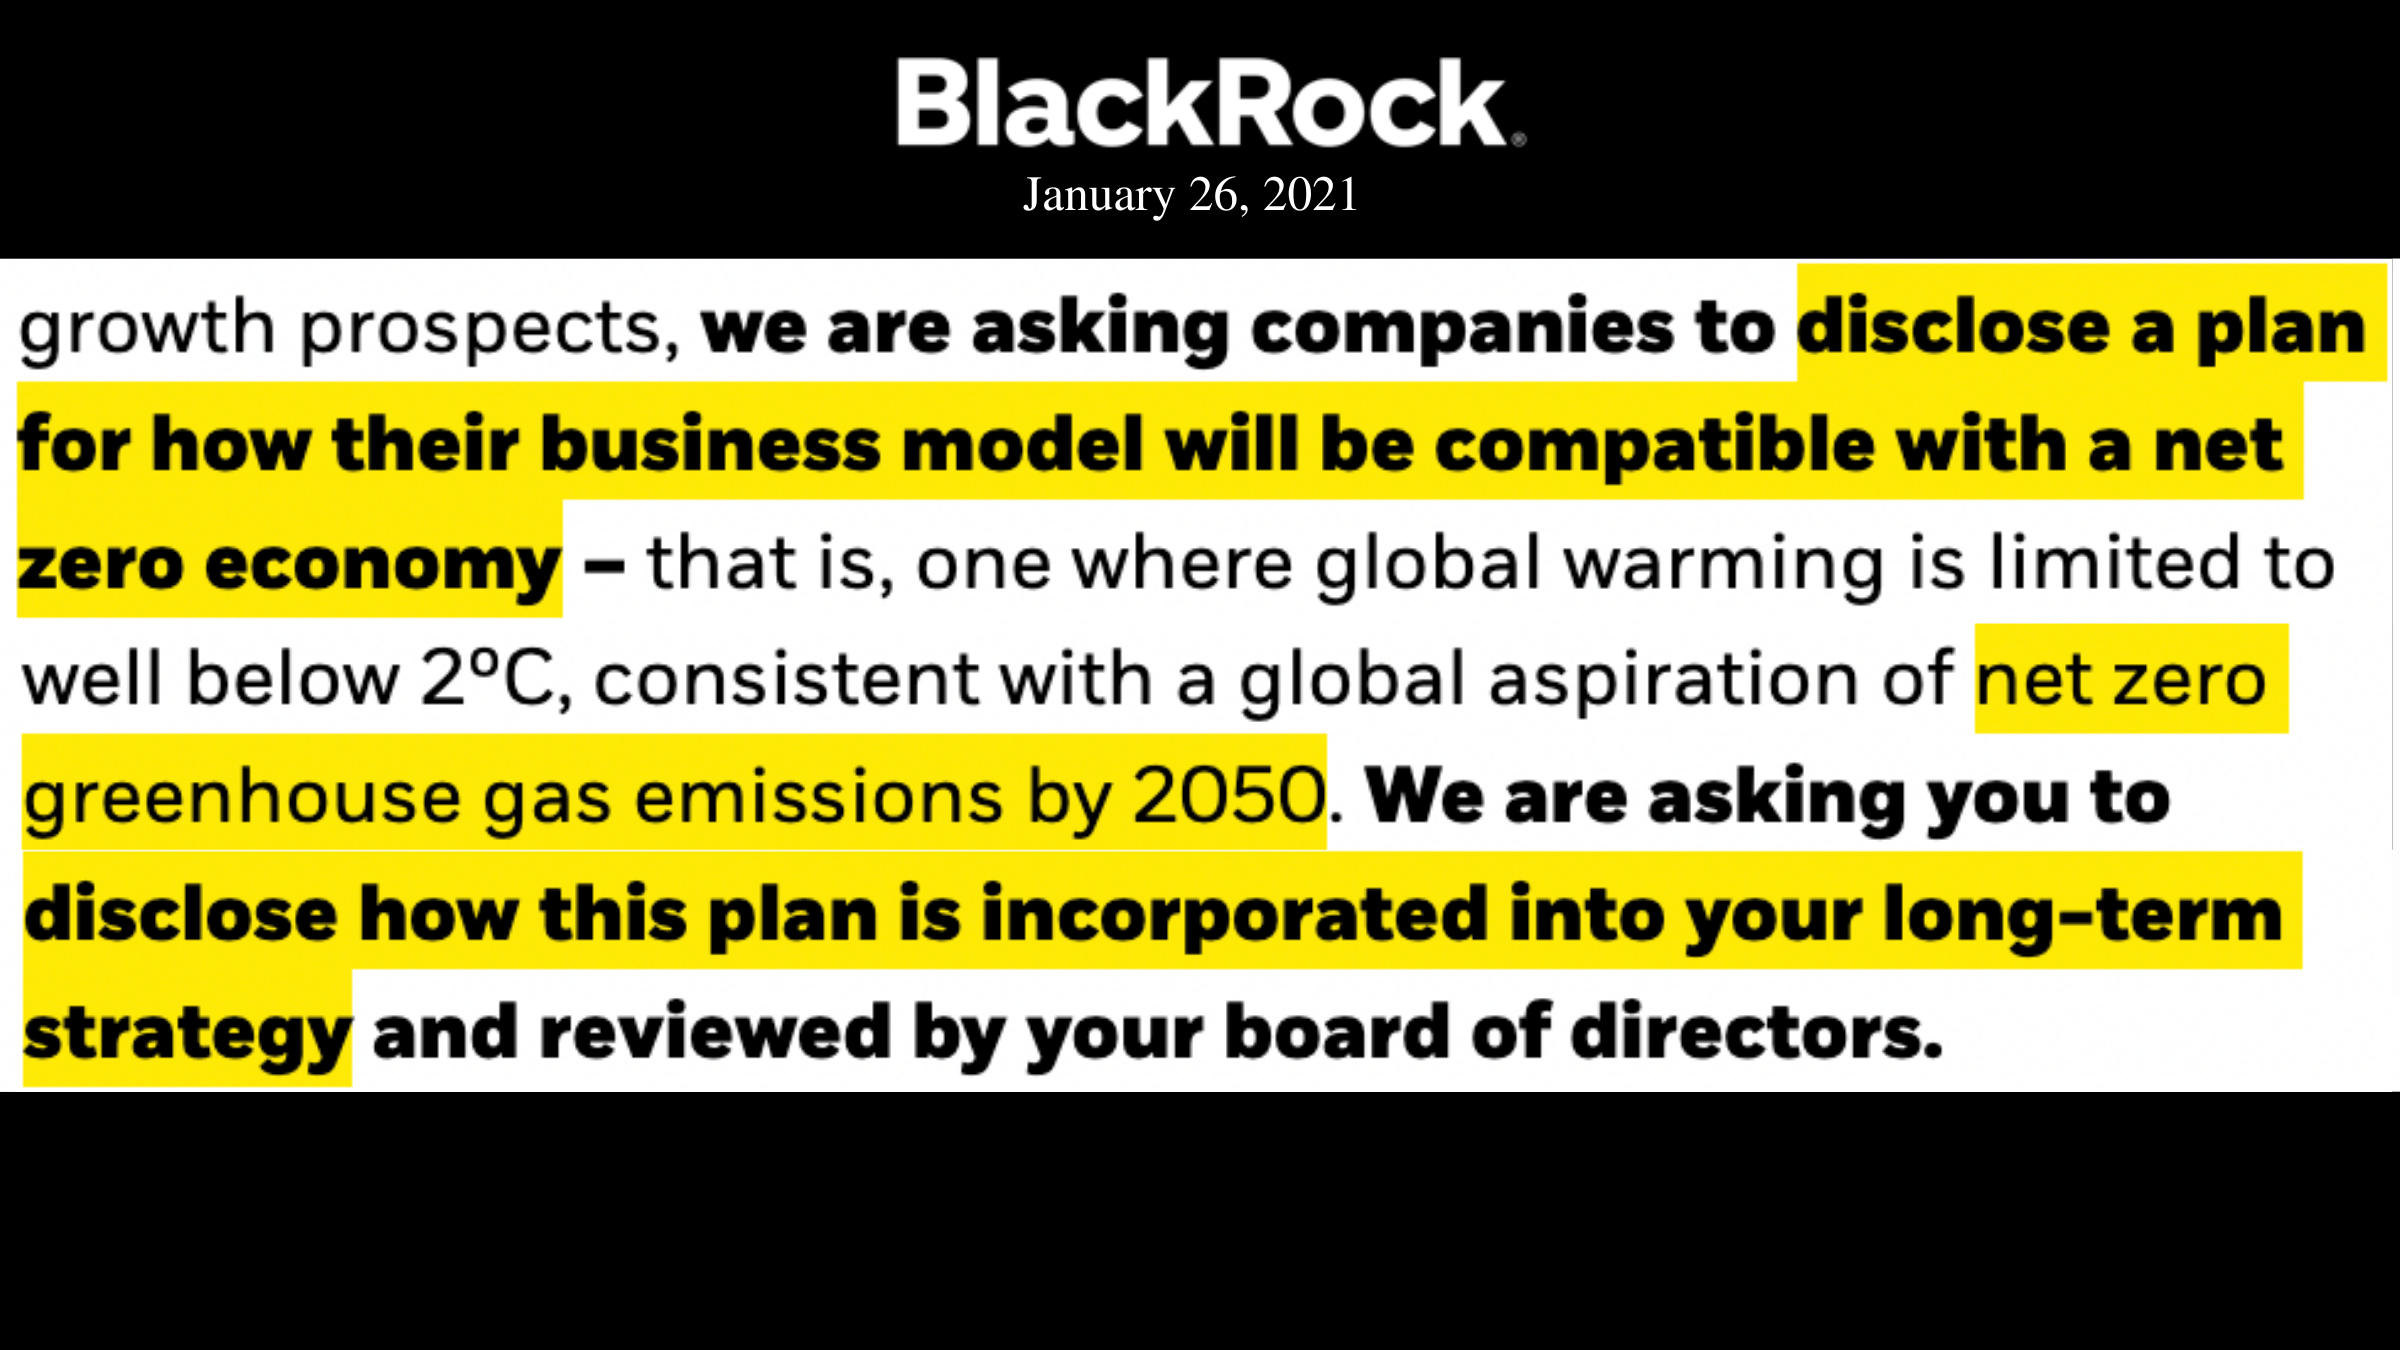 BlackRock®
January 26, 2021
growth prospects, we are asking companies to disclose a plan
for how their business model will be compatible with a net
zero economy – that is, one where global warming is limited to
well below 2ºC, consistent with a global aspiration of net zero
greenhouse gas emissions by 2050. We are asking you to
disclose how this plan is incorporated into your long-term
strategy and reviewed by your board of directors.